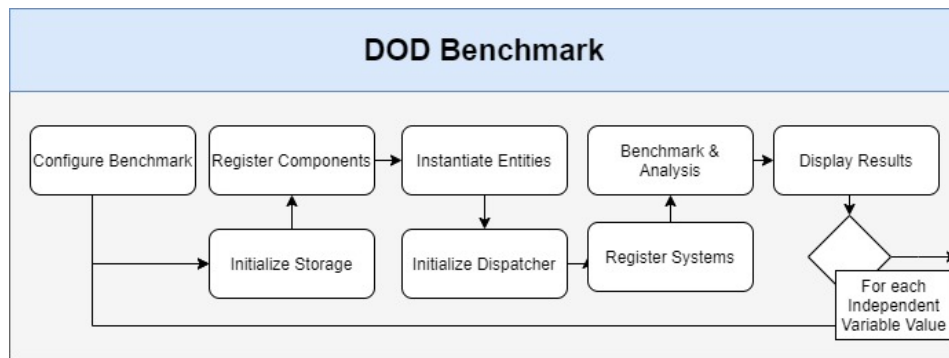 DOD Benchmark
Configure Benchmark
Register Components
Instantiate Entities
Benchmark &
Analysis
Display Results
Initialize Storage
Initialize Dispatcher
Register Systems
For each
Independent
Variable Value